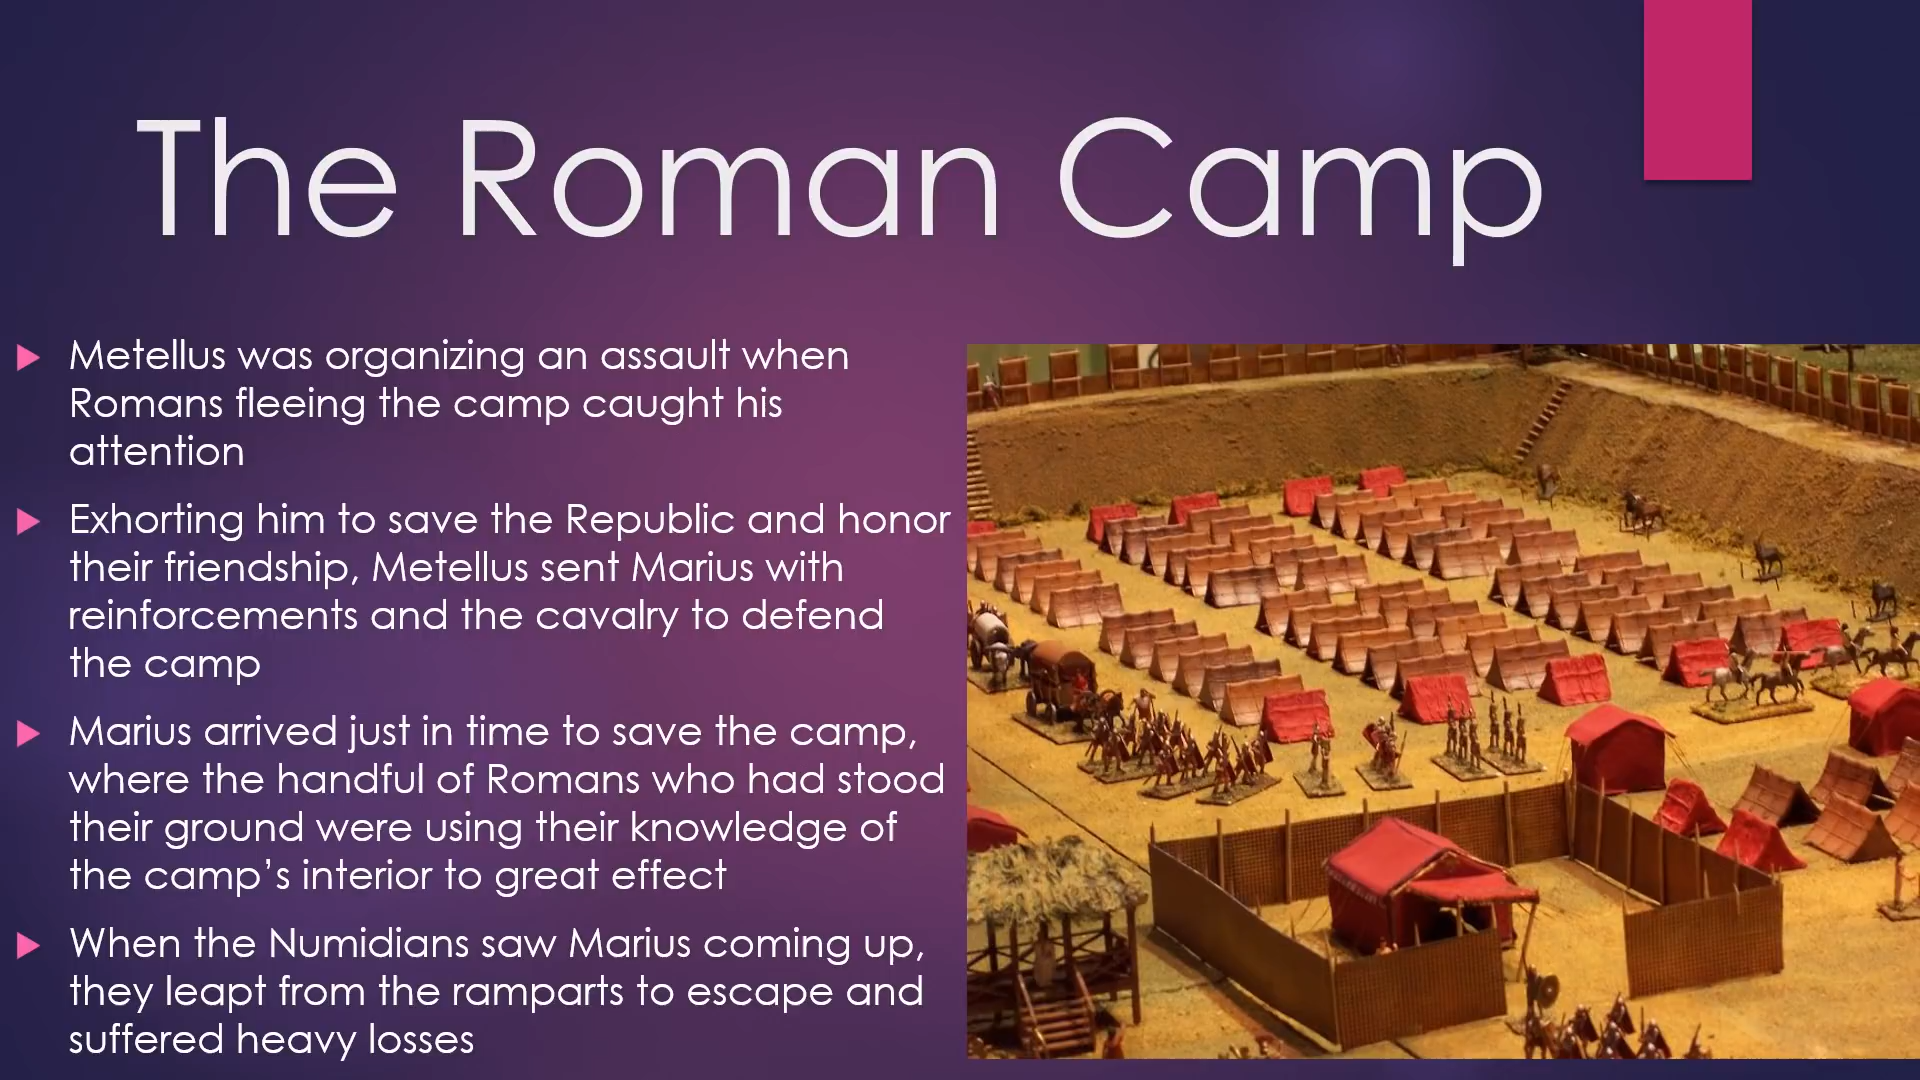 The Roman Camp
Metellus was organizing an assault when
Romans fleeing the camp caught his
attention
Exhorting him to save the Republic and honor
their friendship, Metellus sent Marius with
reinforcements and the cavalry to defend
the camp
Marius arrived just in time to save the camp,
where the handful of Romans who had stood
their ground were using their knowledge of
the camp’s interior to great effect
When the Numidians saw Marius coming up,
they leapt from the ramparts to escape and
suffered heavy losses